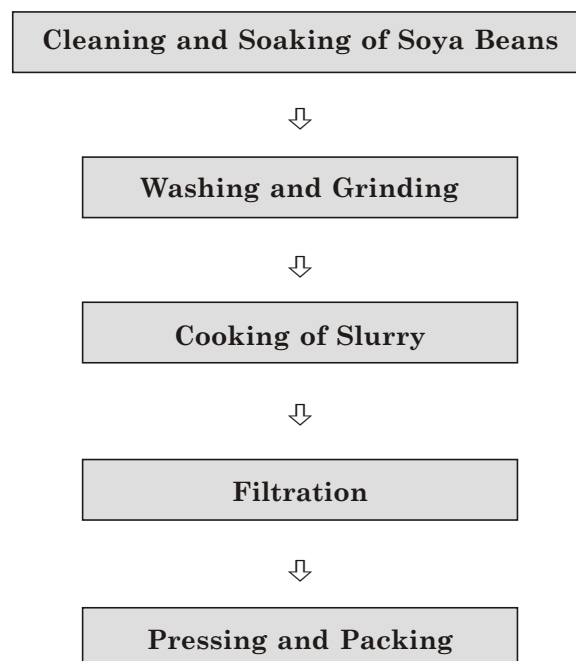 Cleaning and Soaking of Soya Beans
Washing and Grinding
Cooking of Slurry
Filtration
Pressing and Packing